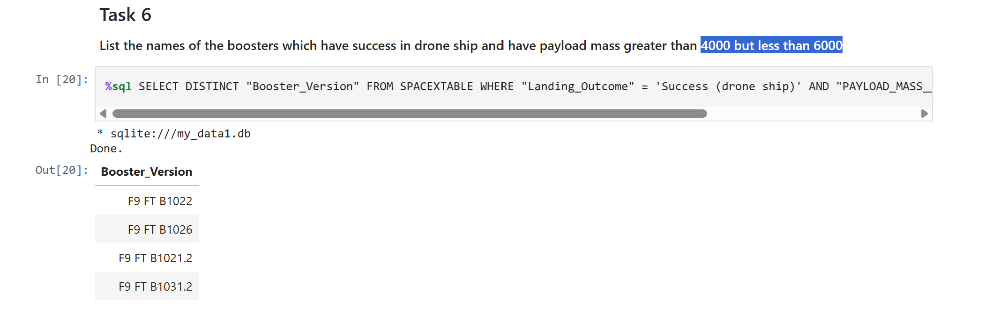 Task 6
List the names of the boosters which have success in drone ship and have payload mass greater than 4000 but less than 6000
In [20]:
%sql SELECT DISTINCT "Booster_Version" FROM SPACEXTABLE WHERE "Landing_Outcome" = 'Success (drone ship)' AND "PAYLOAD_MASS__
* sqlite:///my_data1.db
Done.
Out[20]:
Booster_Version
F9 FT B1022
F9 FT B1026
F9 FT B1021.2
F9 FT B1031.2